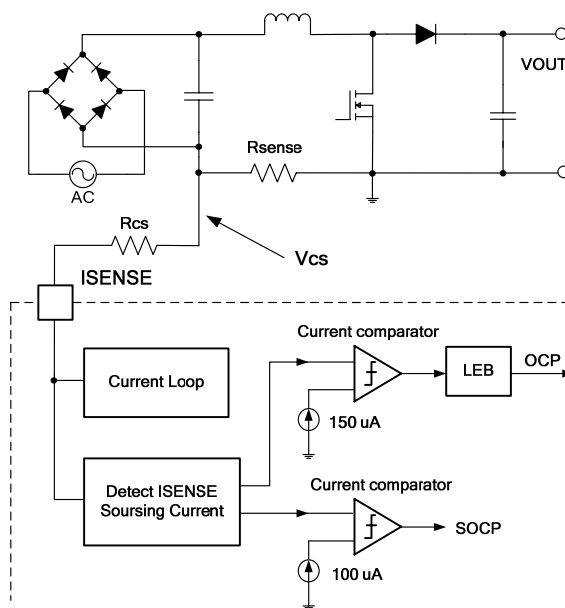 VOUT
Rsense
AC
Rcs
Vcs
ISENSE
Current comparator
Current Loop
LEB
OCP
150 uA
Detect ISENSE
Soursing Current
Current comparator
SOCP
100 uA